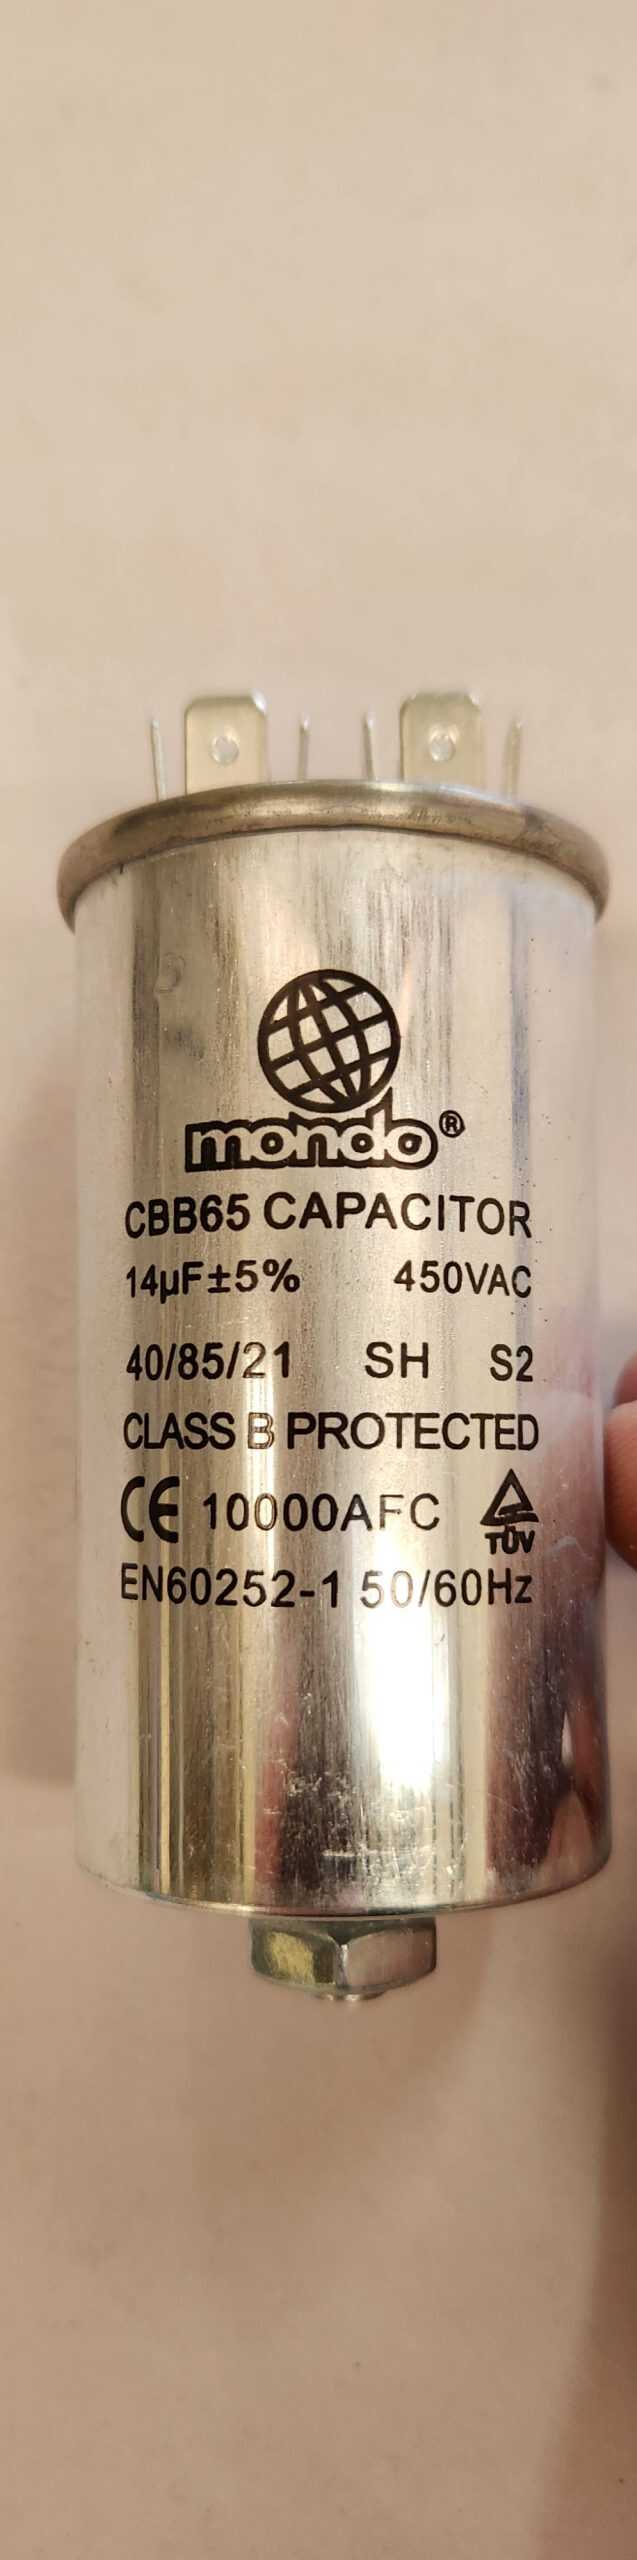 mondo®
CBB65 CAPACITOR
14μF±5% 450VAC
40/85/21 SH S2
CLASS B PROTECTED
CE 10000AFC TÜV
EN60252-1 50/60Hz